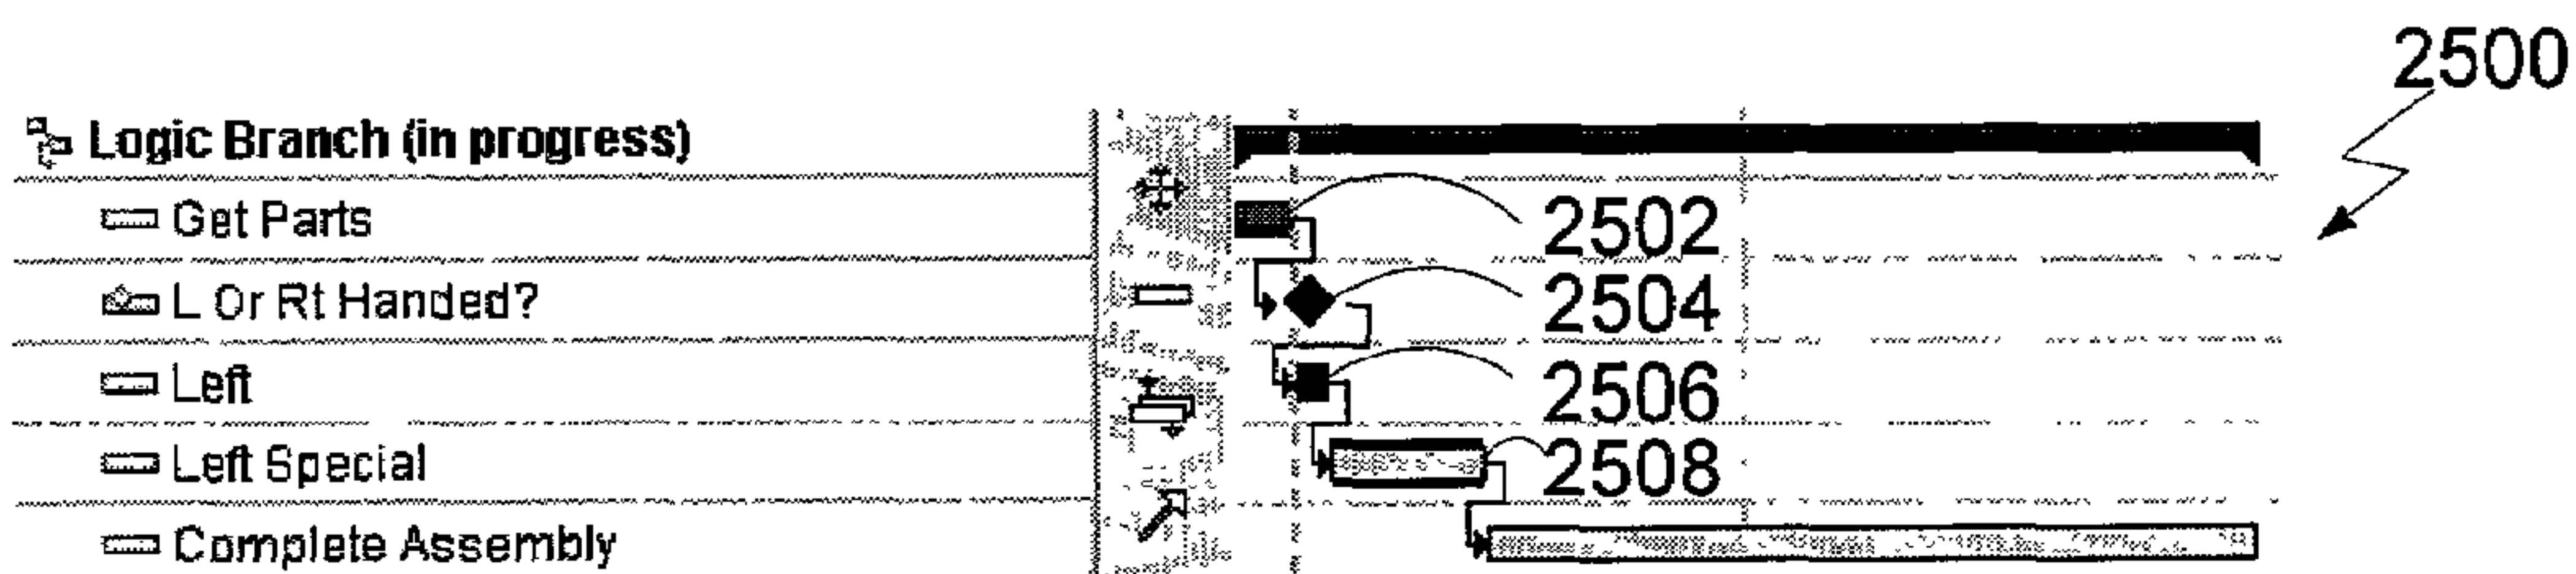 2500
Logic Branch (in progress)
Get Parts 2502
L Or Rt Handed? 2504
Left 2506
Left Special 2508
Complete Assembly